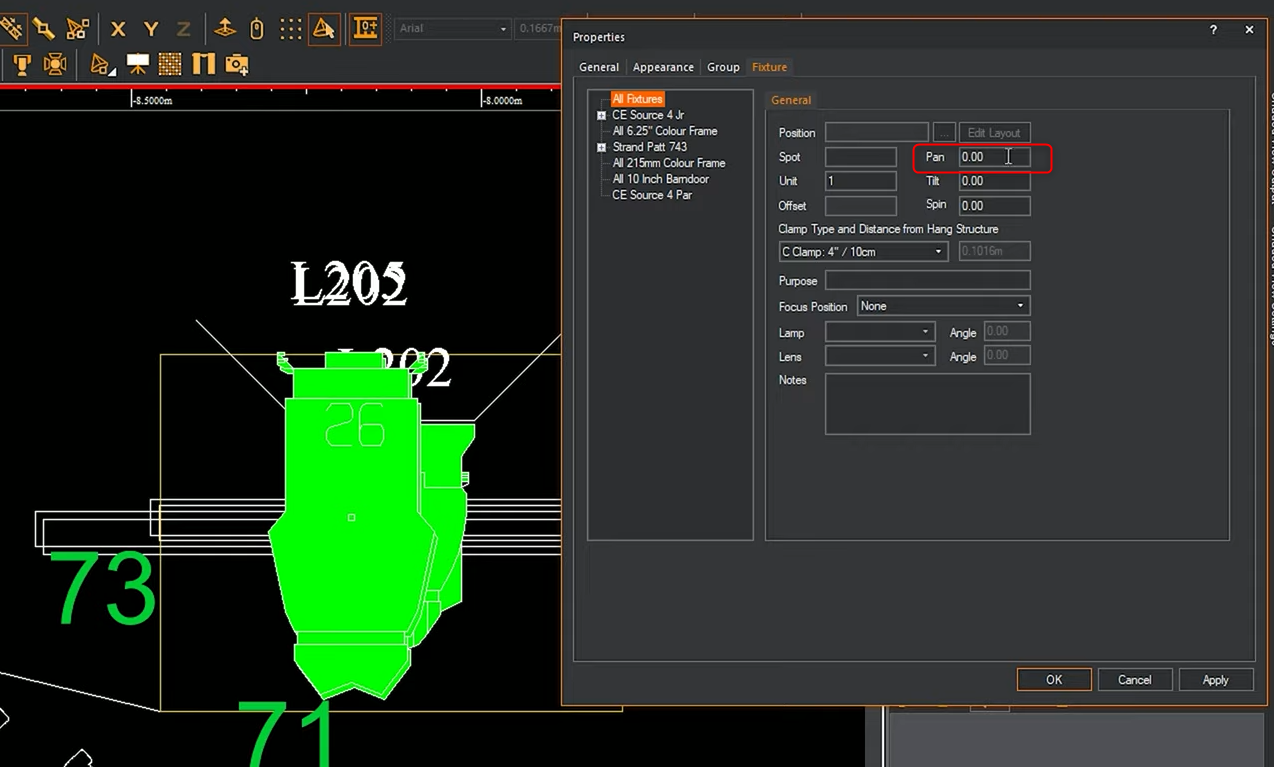 X Y Z
Arial
0.1667m
-8.5000m
-8.0000m
L205
L202
26
73
71
Properties
?
General
Appearance
Group
Fixture
All Fixtures
CE Source 4 Jr
All 6.25" Colour Frame
Strand Patt 743
All 215mm Colour Frame
All 10 Inch Barndoor
CE Source 4 Par
General
Position
...
Edit Layout
Spot
Pan 0.00
Unit 1
Tilt 0.00
Offset
Spin 0.00
Clamp Type and Distance from Hang Structure
C Clamp: 4" / 10cm
0.1016m
Purpose
Focus Position None
Lamp
Angle 0.00
Lens
Angle 0.00
Notes
OK
Cancel
Apply